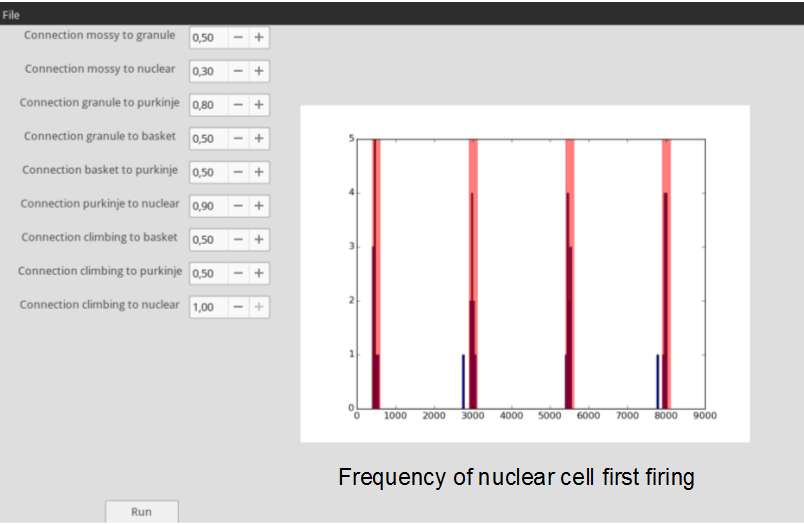 File
Connection mossy to granule 0,50 − +
Connection mossy to nuclear 0,30 − +
Connection granule to purkinje 0,80 − +
Connection granule to basket 0,50 − +
Connection basket to purkinje 0,50 − +
Connection purkinje to nuclear 0,90 − +
Connection climbing to basket 0,50 − +
Connection climbing to purkinje 0,50 − +
Connection climbing to nuclear 1,00 − +
5
4
3
2
1
0
0 1000 2000 3000 4000 5000 6000 7000 8000 9000
Frequency of nuclear cell first firing
Run